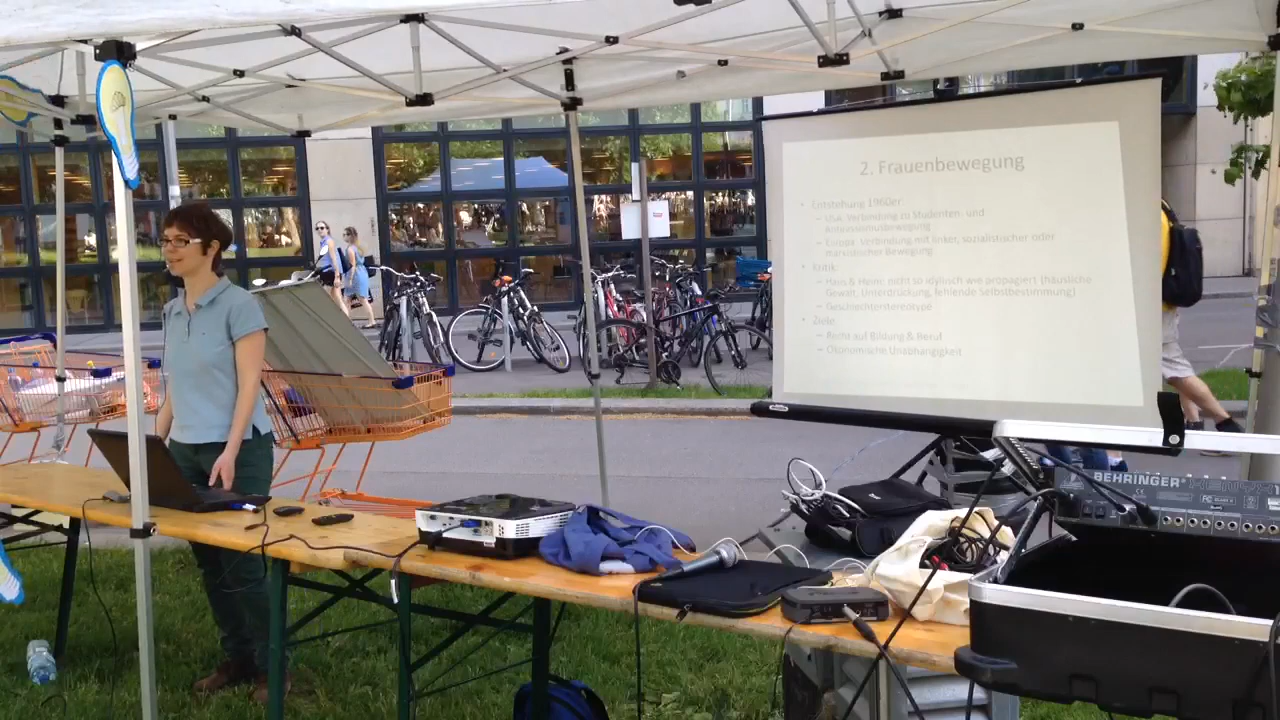 2. Frauenbewegung
• Entstehung 1960er
– USA: Verbindung zu Studenten- und
Antirassismusbewegung
– Europa: Verbindung mit linker, sozialistischer oder
marxistischer Bewegung
• Kritik:
– Haus & Heim: nicht so idyllisch wie propagiert (häusliche
Gewalt, Unterdrückung, fehlende Selbstbestimmung)
– Geschlechterstereotype
• Ziele
– Recht auf Bildung & Beruf
– Ökonomische Unabhängigkeit
BEHRINGER